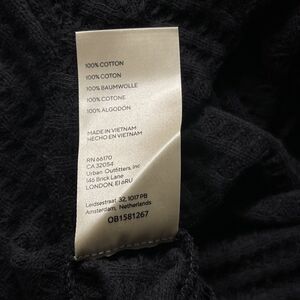 100% COTTON
100% COTON
100% BAUMWOLLE
100% COTONE
100% ALGODÓN
MADE IN VIETNAM
HECHO EN VIETNAM
RN 66170
CA 32054
Urban Outfitters, Inc
146 Brick Lane
LONDON, E1 6RU
Leidsestraat 32, 1017 PB
Amsterdam, Netherlands
OB1581267